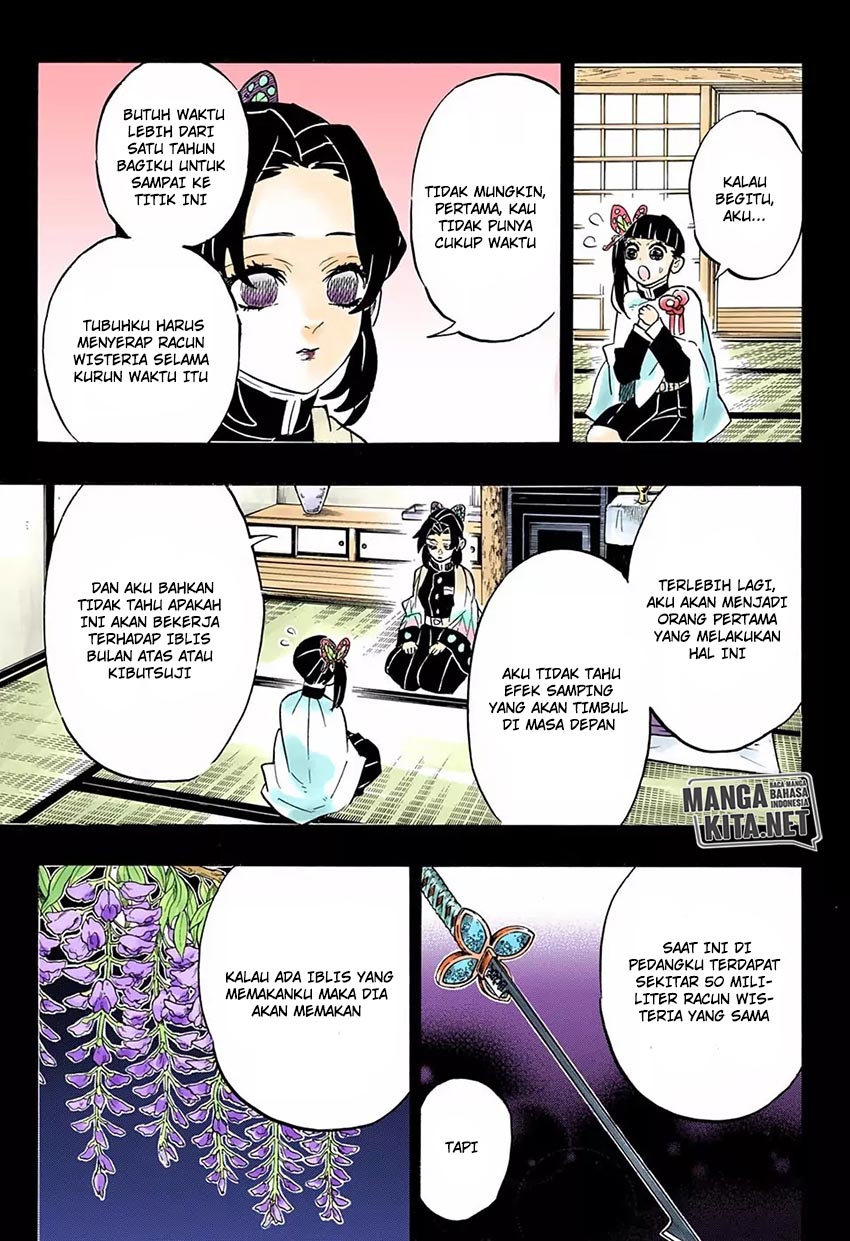 KALAU
BEGITU,
AKU...
TIDAK MUNGKIN,
PERTAMA, KAU
TIDAK PUNYA
CUKUP WAKTU
BUTUH WAKTU
LEBIH DARI
SATU TAHUN
BAGIKU UNTUK
SAMPAI KE
TITIK INI
TUBUHKU HARUS
MENYERAP RACUN
WISTERIA SELAMA
KURUN WAKTU ITU
TERLEBIH LAGI,
AKU AKAN MENJADI
ORANG PERTAMA
YANG MELAKUKAN
HAL INI
AKU TIDAK TAHU
EFEK SAMPING
YANG AKAN TIMBUL
DI MASA DEPAN
DAN AKU BAHKAN
TIDAK TAHU APAKAH
INI AKAN BEKERJA
TERHADAP IBLIS
BULAN ATAS ATAU
KIBUTSUJI
MANGA
KITA.NET
BACA MANGA
BAHASA
INDONESIA
SAAT INI DI
PEDANGKU TERDAPAT
SEKITAR 50 MILI-
LITER RACUN WIS-
TERIA YANG SAMA
TAPI
KALAU ADA IBLIS YANG
MEMAKANKU MAKA DIA
AKAN MEMAKAN